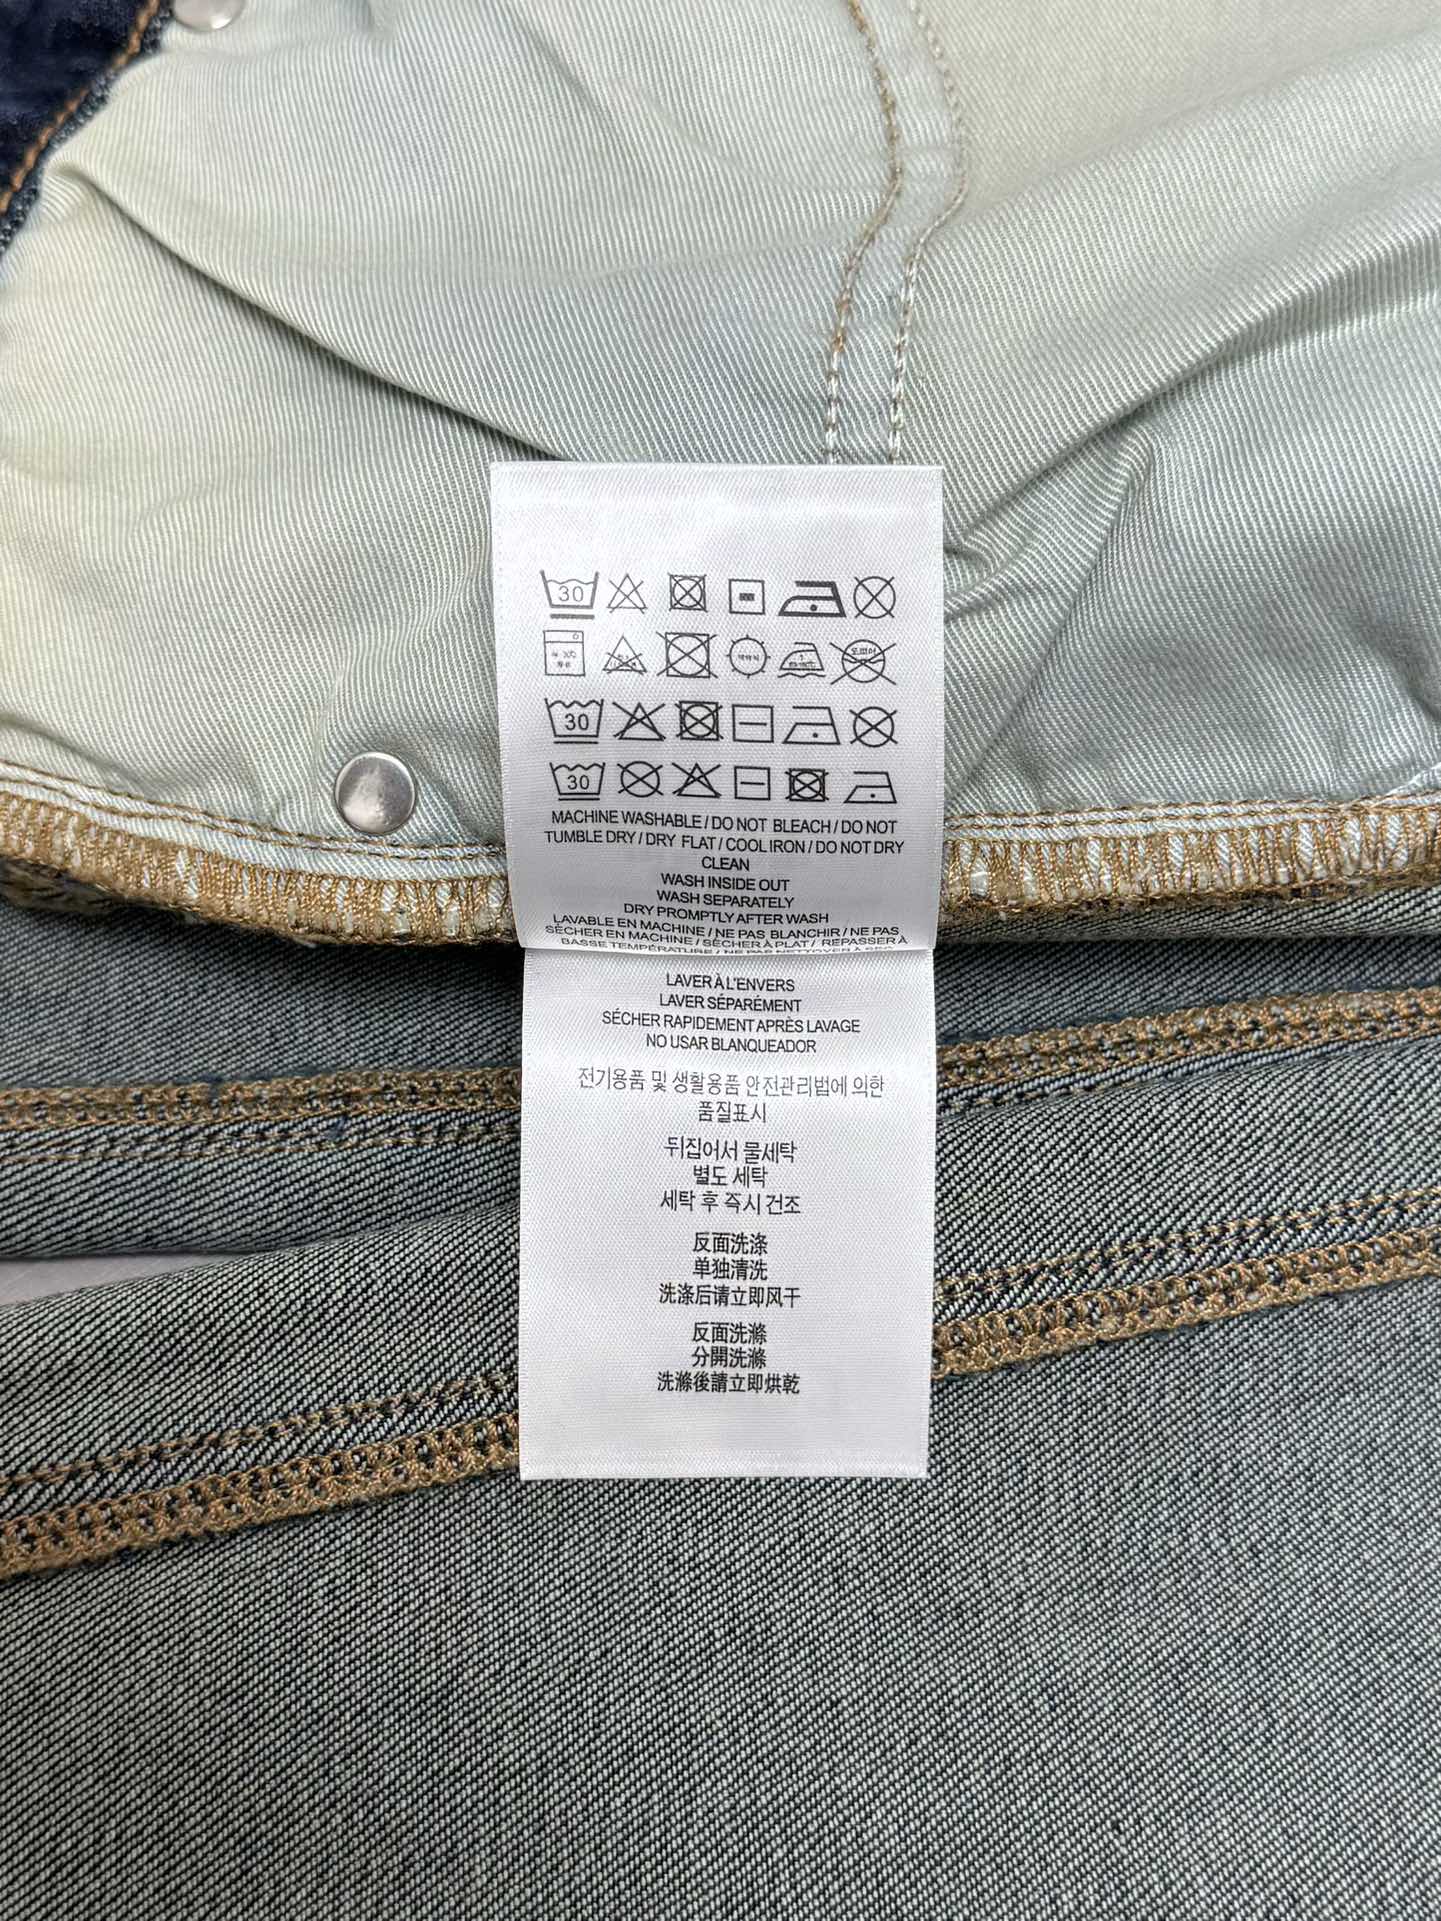 30
30
30
MACHINE WASHABLE / DO NOT BLEACH / DO NOT
TUMBLE DRY / DRY FLAT / COOL IRON / DO NOT DRY
CLEAN
WASH INSIDE OUT
WASH SEPARATELY
DRY PROMPTLY AFTER WASH
LAVABLE EN MACHINE / NE PAS BLANCHIR / NE PAS
SÉCHER EN MACHINE / SÉCHER À PLAT / REPASSER À
BASSE TEMPÉRATURE / NE PAS NETTOYER À SEC
LAVER À L'ENVERS
LAVER SÉPARÉMENT
SÉCHER RAPIDEMENT APRÈS LAVAGE
NO USAR BLANQUEADOR
전기용품 및 생활용품 안전관리법에 의한
품질표시
뒤집어서 물세탁
별도 세탁
세탁 후 즉시 건조
反面洗涤
单独清洗
洗涤后请立即风干
反面洗滌
分開洗滌
洗滌後請立即烘乾